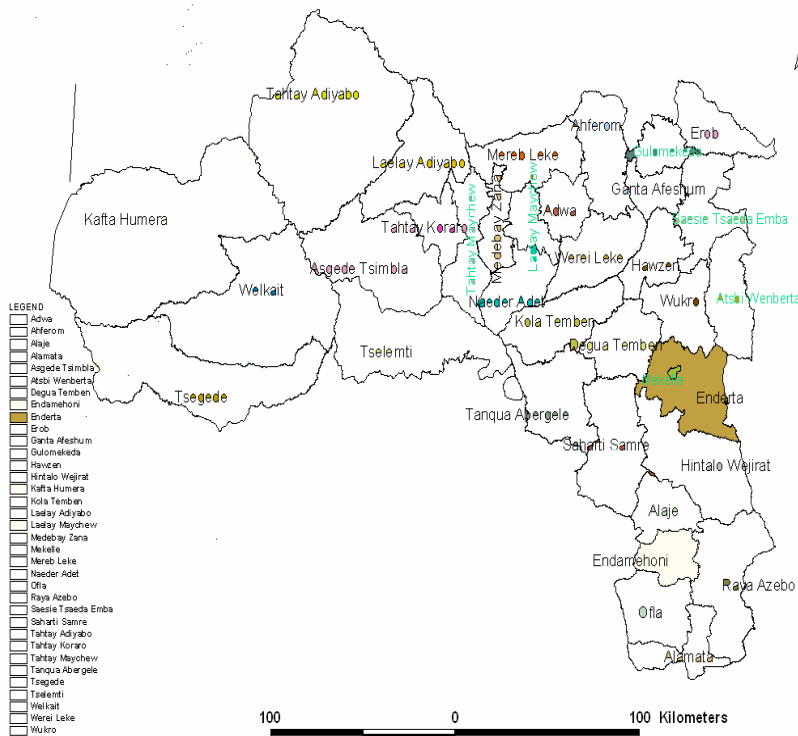 Tahtay Adiyabo
Ahferom
Erob
Mereb Leke
Gulomekeda
Laelay Adiyabo
Ganta Afeshum
Tahtay Mayrhew
Medebay Zana
Laelay Maychew
Adwa
Kafta Humera
Saesie Tsaeda Emba
Tahtay Koraro
Werei Leke
Hawzen
Asgede Tsimbla
Welkait
Naeder Adet
Wukro
Atsbi Wenberta
Kola Temben
Degua Temben
Tselemti
Mekelle
Tsegede
Enderta
Tanqua Abergele
Saharti Samre
Hintalo Wejirat
Alaje
Endamehoni
Raya Azebo
Ofla
Alamata
LEGEND
Adwa
Ahferom
Alaje
Alamata
Asgede Tsimbla
Atsbi Wenberta
Degua Temben
Endamehoni
Enderta
Erob
Ganta Afeshum
Gulomekeda
Hawzen
Hintalo Wejirat
Kafta Humera
Kola Temben
Laelay Adiyabo
Laelay Maychew
Medebay Zana
Mekelle
Mereb Leke
Naeder Adet
Ofla
Raya Azebo
Saesie Tsaeda Emba
Saharti Samre
Tahtay Adiyabo
Tahtay Koraro
Tahtay Maychew
Tanqua Abergele
Tsegede
Tselemti
Welkait
Werei Leke
Wukro
100 0 100 Kilometers